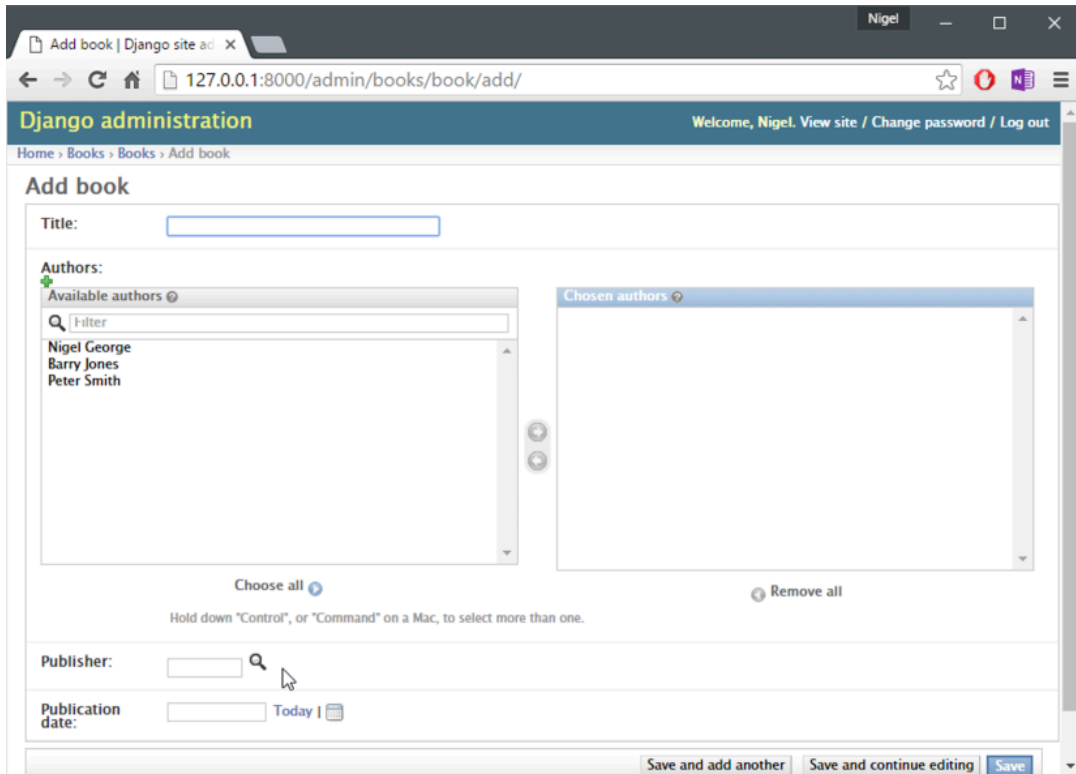 Nigel
Add book | Django site ad
127.0.0.1:8000/admin/books/book/add/
Django administration
Welcome, Nigel. View site / Change password / Log out
Home › Books › Books › Add book
Add book
Title:
Authors:
Available authors ?
Chosen authors ?
Filter
Nigel George
Barry Jones
Peter Smith
Choose all
Remove all
Hold down "Control", or "Command" on a Mac, to select more than one.
Publisher:
Publication
date:
Today |
Save and add another
Save and continue editing
Save